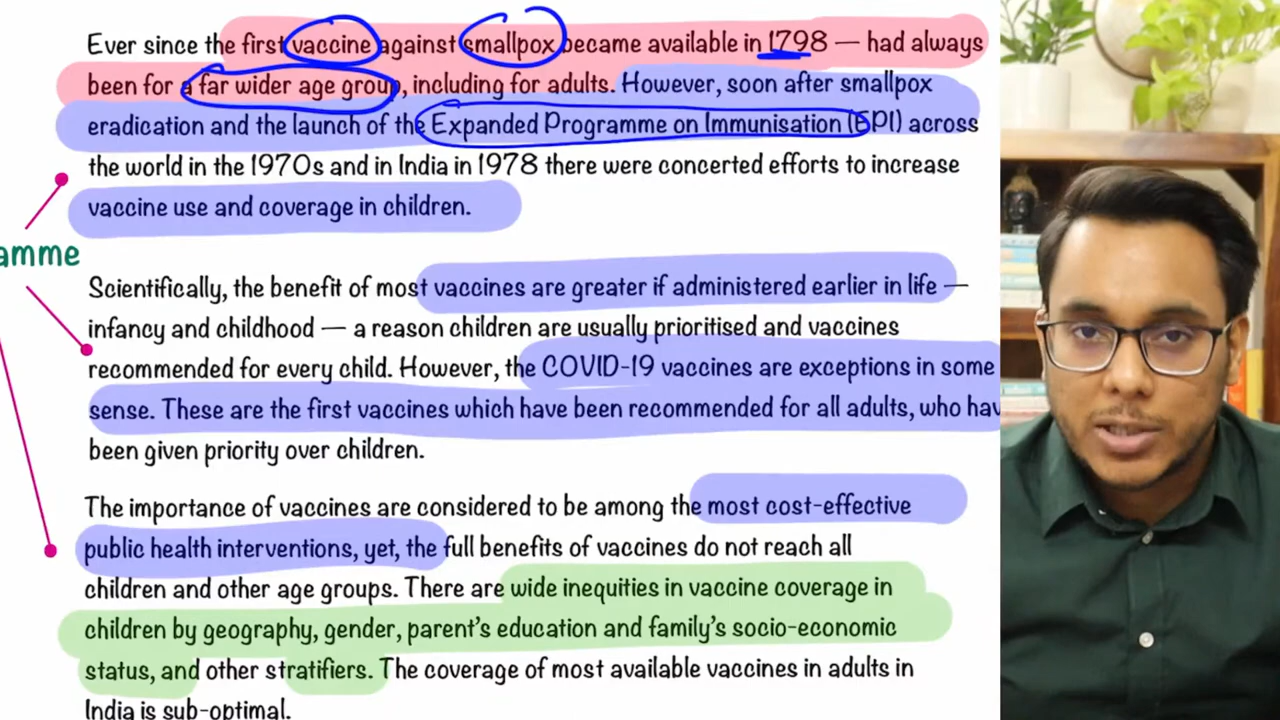 Ever since the first vaccine against smallpox became available in 1798 — had always
been for a far wider age group, including for adults. However, soon after smallpox
eradication and the launch of the Expanded Programme on Immunisation (EPI) across
the world in the 1970s and in India in 1978 there were concerted efforts to increase
vaccine use and coverage in children.
amme
Scientifically, the benefit of most vaccines are greater if administered earlier in life —
infancy and childhood — a reason children are usually prioritised and vaccines
recommended for every child. However, the COVID-19 vaccines are exceptions in some
sense. These are the first vaccines which have been recommended for all adults, who hav
been given priority over children.
The importance of vaccines are considered to be among the most cost-effective
public health interventions, yet, the full benefits of vaccines do not reach all
children and other age groups. There are wide inequities in vaccine coverage in
children by geography, gender, parent's education and family's socio-economic
status, and other stratifiers. The coverage of most available vaccines in adults in
India is sub-optimal.